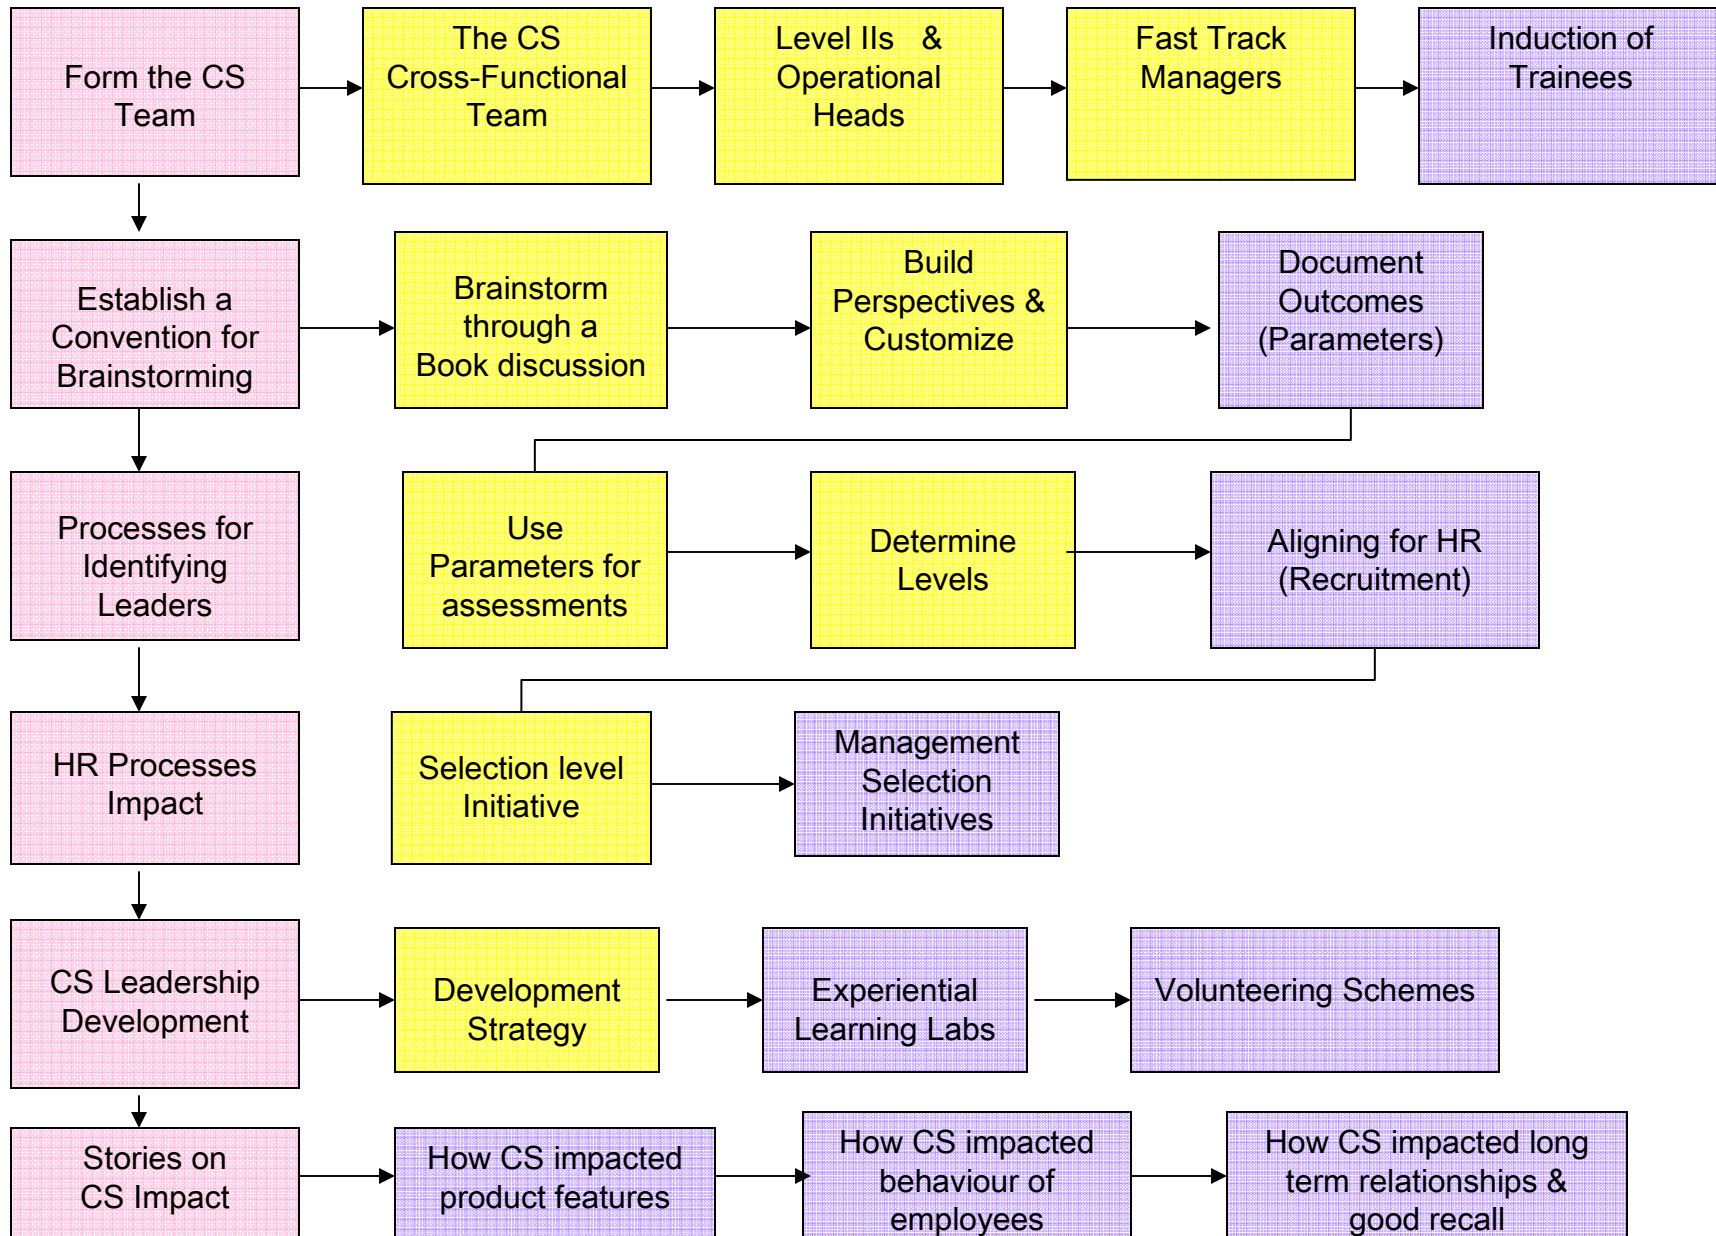 Form the CS
Team
The CS
Cross-Functional
Team
Level IIs &
Operational
Heads
Fast Track
Managers
Induction of
Trainees
Establish a
Convention for
Brainstorming
Brainstorm
through a
Book discussion
Build
Perspectives &
Customize
Document
Outcomes
(Parameters)
Processes for
Identifying
Leaders
Use
Parameters for
assessments
Determine
Levels
Aligning for HR
(Recruitment)
HR Processes
Impact
Selection level
Initiative
Management
Selection
Initiatives
CS Leadership
Development
Development
Strategy
Experiential
Learning Labs
Volunteering Schemes
Stories on
CS Impact
How CS impacted
product features
How CS impacted
behaviour of
employees
How CS impacted long
term relationships &
good recall